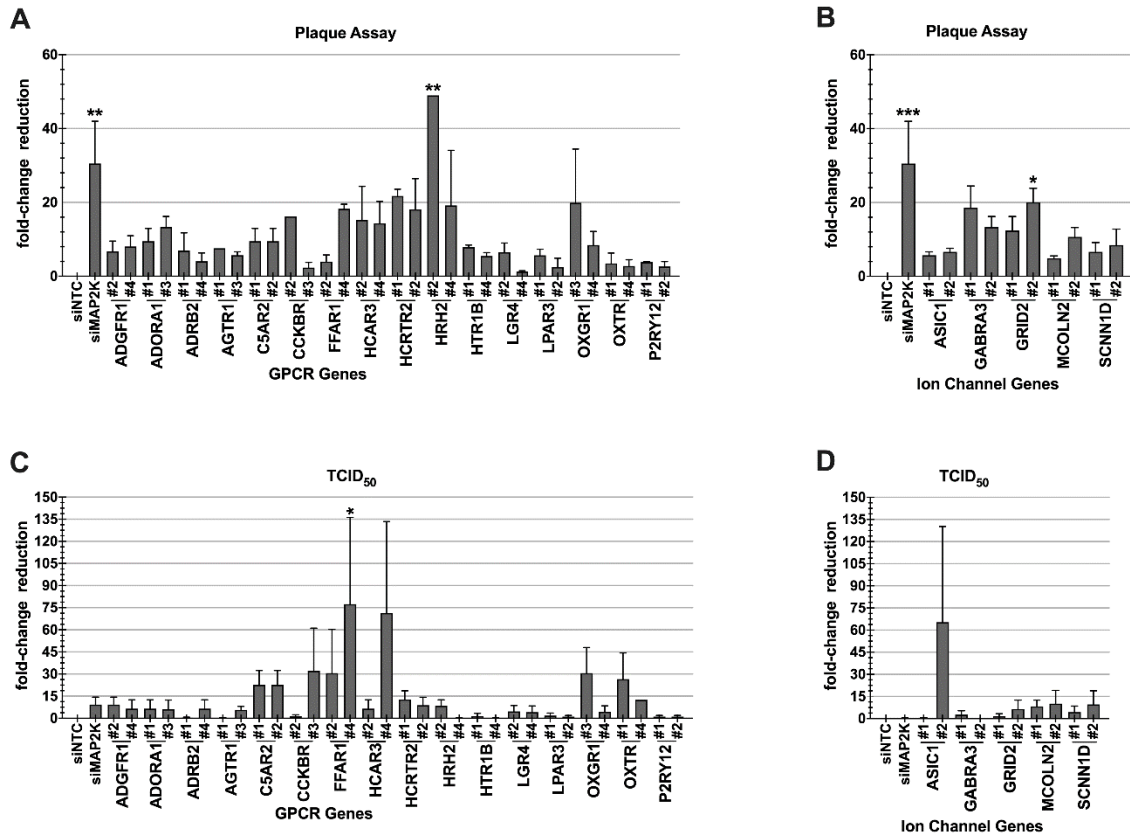 A
Plaque Assay
fold-change reduction
60
40
20
0
**
**
siNTC
siMAP2K
#2 #4
ADGFR1
#1 #3
ADORA1
#1 #4
ADRB2
#1 #3
AGTR1
#1 #2
C5AR2
#2 #3
CCKBR
#2 #4
FFAR1
#2 #4
HCAR3
#1 #2
HCRTR2
#2 #4
HRH2
#1 #4
HTR1B
#2 #4
LGR4
#1 #2
LPAR3
#3 #4
OXGR1
#1 #4
OXTR
#1 #2
P2RY12
GPCR Genes
B
Plaque Assay
fold-change reduction
60
40
20
0
***
*
siNTC
siMAP2K
#1 #2
ASIC1
#1 #2
GABRA3
#1 #2
GRID2
#1 #2
MCOLN2
#1 #2
SCNN1D
Ion Channel Genes
C
TCID50
fold-change reduction
150
135
120
105
90
75
60
45
30
15
0
*
siNTC
siMAP2K
#2 #4
ADGFR1
#1 #3
ADORA1
#1 #4
ADRB2
#1 #3
AGTR1
#1 #2
C5AR2
#2 #3
CCKBR
#2 #4
FFAR1
#2 #4
HCAR3
#1 #2
HCRTR2
#2 #4
HRH2
#1 #4
HTR1B
#2 #4
LGR4
#1 #2
LPAR3
#3 #4
OXGR1
#1 #4
OXTR
#1 #2
P2RY12
GPCR Genes
D
TCID50
fold-change reduction
150
135
120
105
90
75
60
45
30
15
0
siNTC
siMAP2K
#1 #2
ASIC1
#1 #2
GABRA3
#1 #2
GRID2
#1 #2
MCOLN2
#1 #2
SCNN1D
Ion Channel Genes